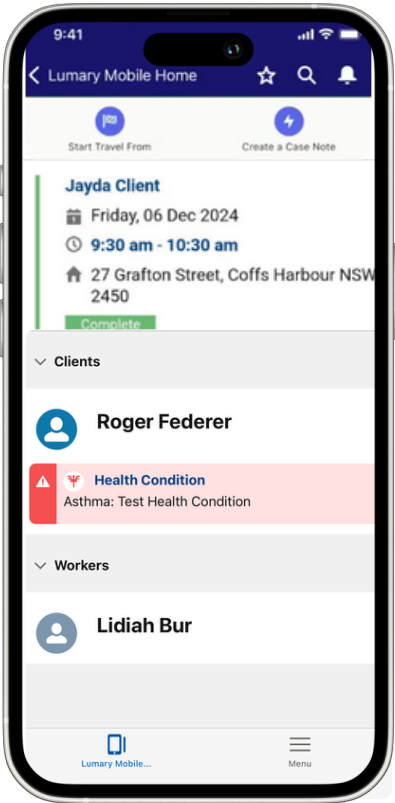 9:41
Lumary Mobile Home
Start Travel From
Create a Case Note
Jayda Client
Friday, 06 Dec 2024
9:30 am - 10:30 am
27 Grafton Street, Coffs Harbour NSW
2450
Complete
Clients
Roger Federer
Health Condition
Asthma: Test Health Condition
Workers
Lidiah Bur
Lumary Mobile...
Menu